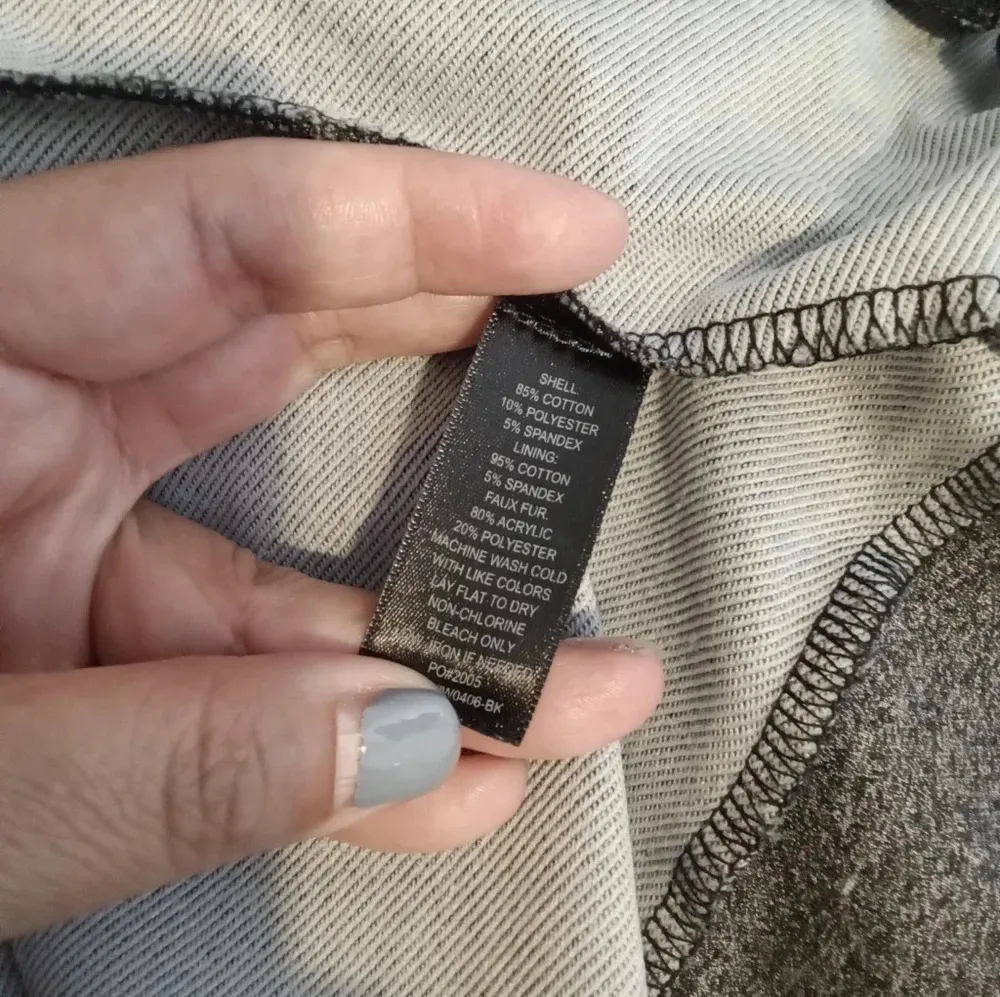 SHELL
85% COTTON
10% POLYESTER
5% SPANDEX
LINING:
95% COTTON
5% SPANDEX
FAUX FUR.
80% ACRYLIC
20% POLYESTER
MACHINE WASH COLD
WITH LIKE COLORS
LAY FLAT TO DRY
NON-CHLORINE
BLEACH ONLY
IRON IF NEEDED
PO#2005